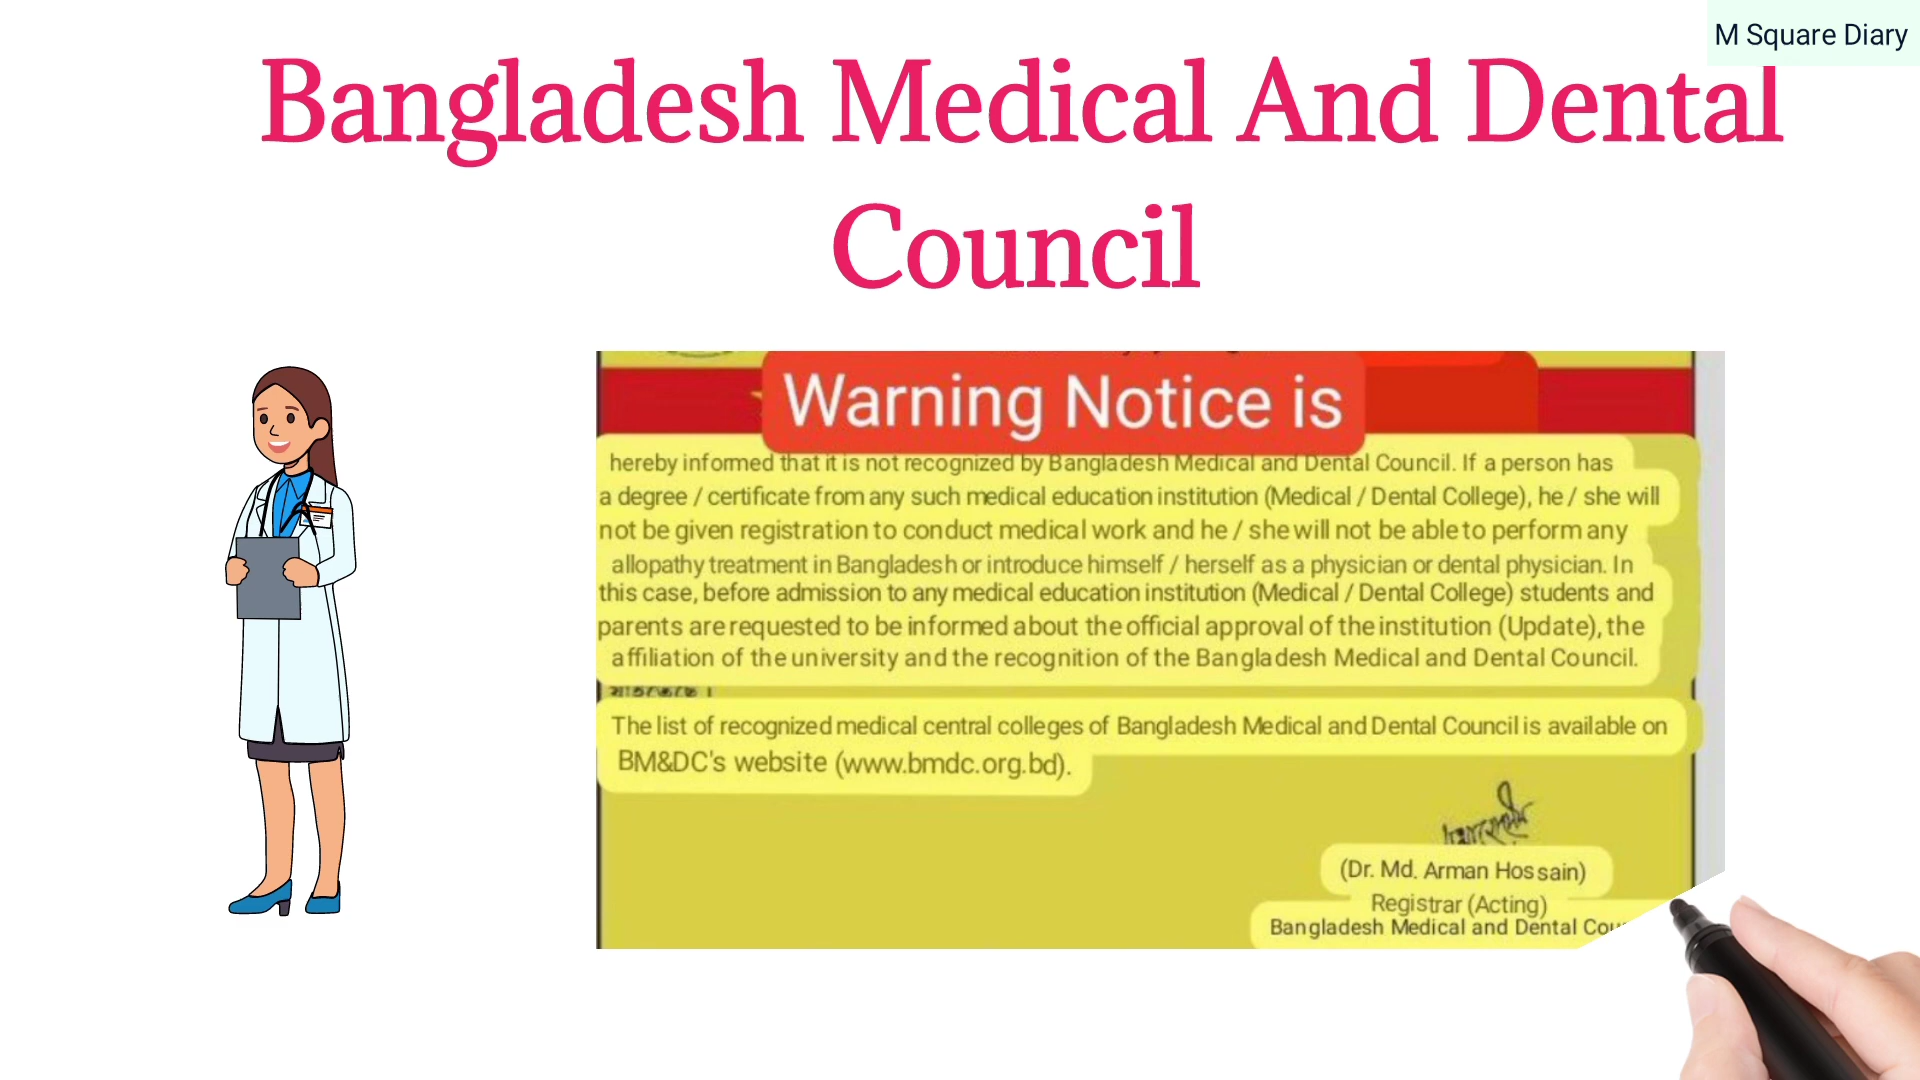 M Square Diary
Bangladesh Medical And Dental
Council
Warning Notice is
hereby informed that it is not recognized by Bangladesh Medical and Dental Council. If a person has
a degree / certificate from any such medical education institution (Medical / Dental College), he / she will
not be given registration to conduct medical work and he / she will not be able to perform any
allopathy treatment in Bangladesh or introduce himself / herself as a physician or dental physician. In
this case, before admission to any medical education institution (Medical / Dental College) students and
parents are requested to be informed about the official approval of the institution (Update), the
affiliation of the university and the recognition of the Bangladesh Medical and Dental Council.
The list of recognized medical central colleges of Bangladesh Medical and Dental Council is available on
BM&DC's website (www.bmdc.org.bd).
(Dr. Md. Arman Hossain)
Registrar (Acting)
Bangladesh Medical and Dental